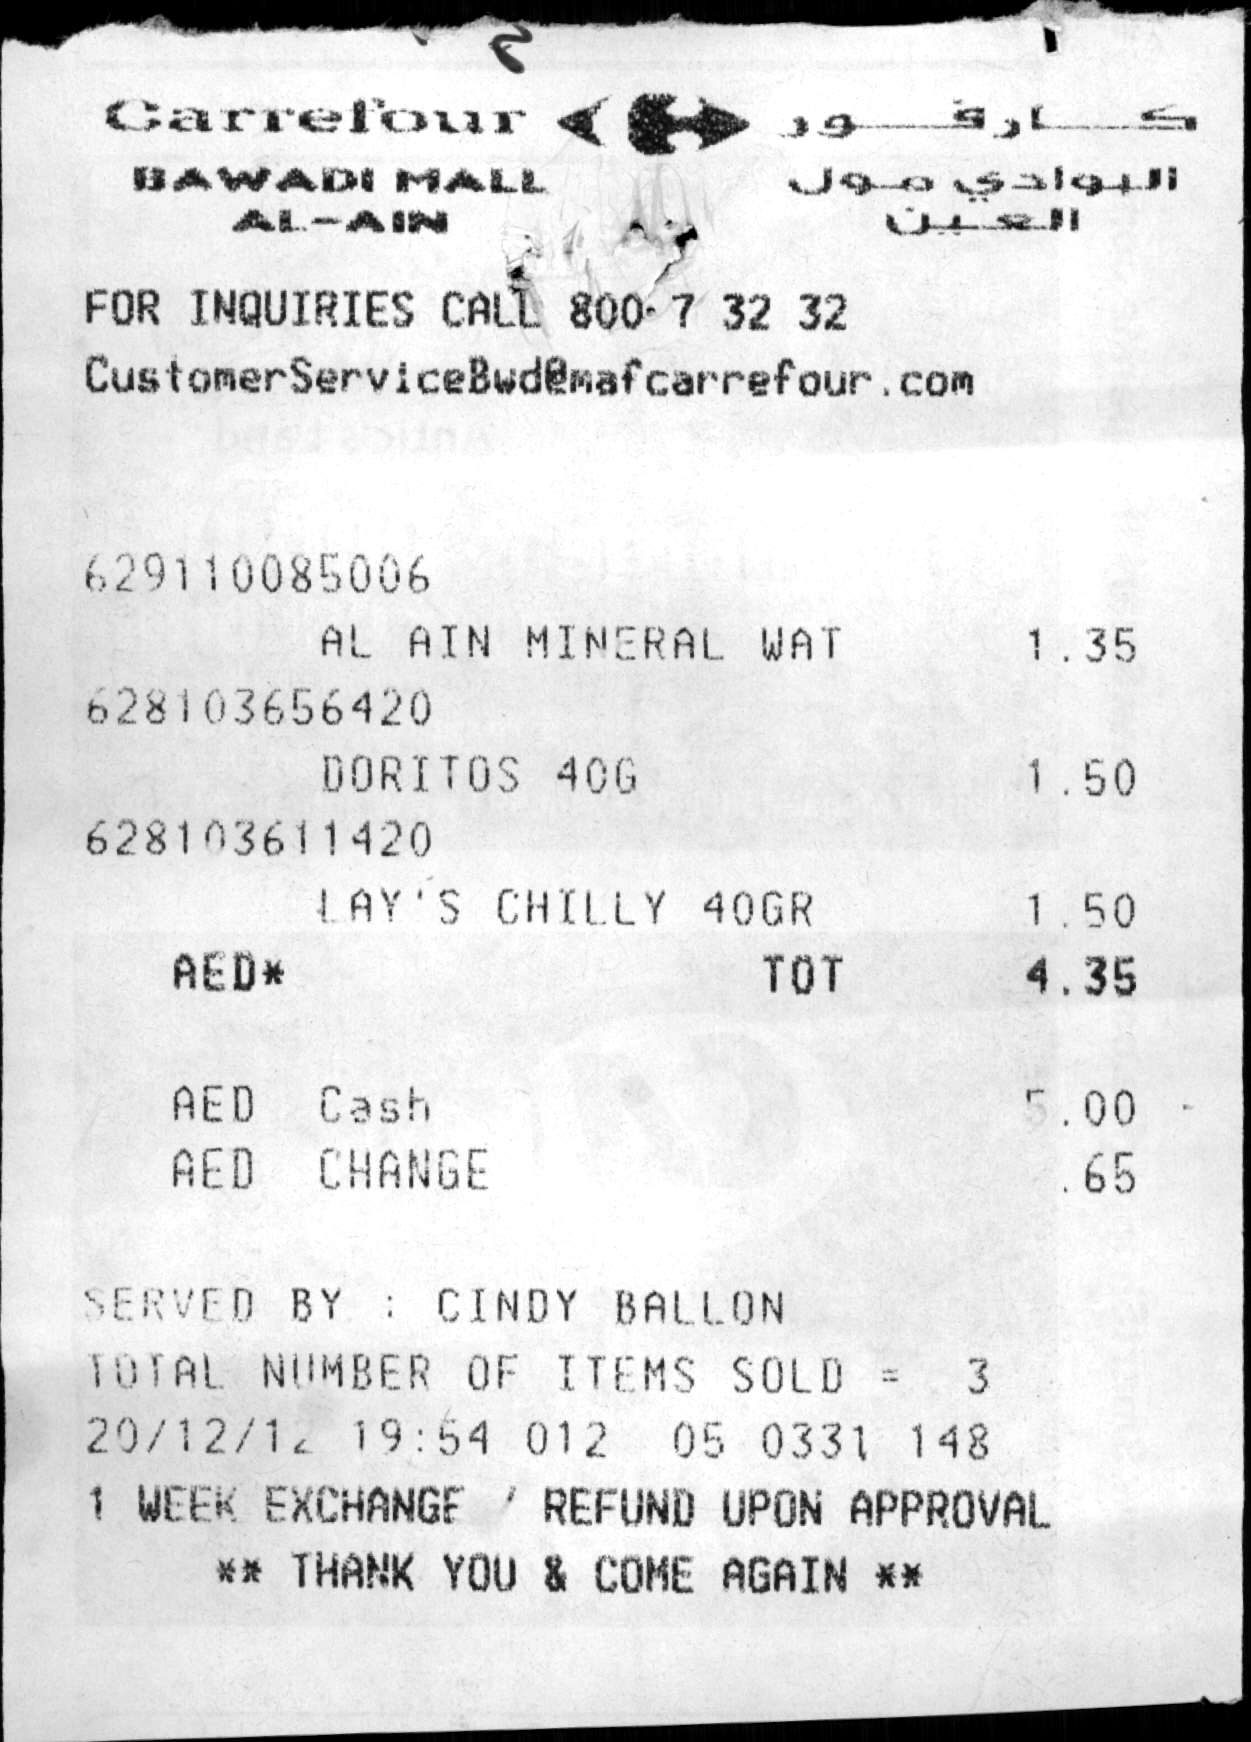 Carrefour كارفور
BAWADI MALL البوادي مول
AL-AIN العين
FOR INQUIRIES CALL 800 7 32 32
CustomerServiceBwd@mafcarrefour.com
629110085006
AL AIN MINERAL WAT 1.35
628103656420
DORITOS 40G 1.50
628103611420
LAY'S CHILLY 40GR 1.50
AED* TOT 4.35
AED Cash 5.00
AED CHANGE .65
SERVED BY : CINDY BALLON
TOTAL NUMBER OF ITEMS SOLD = 3
20/12/12 19:54 012 05 0331 148
1 WEEK EXCHANGE / REFUND UPON APPROVAL
** THANK YOU & COME AGAIN **